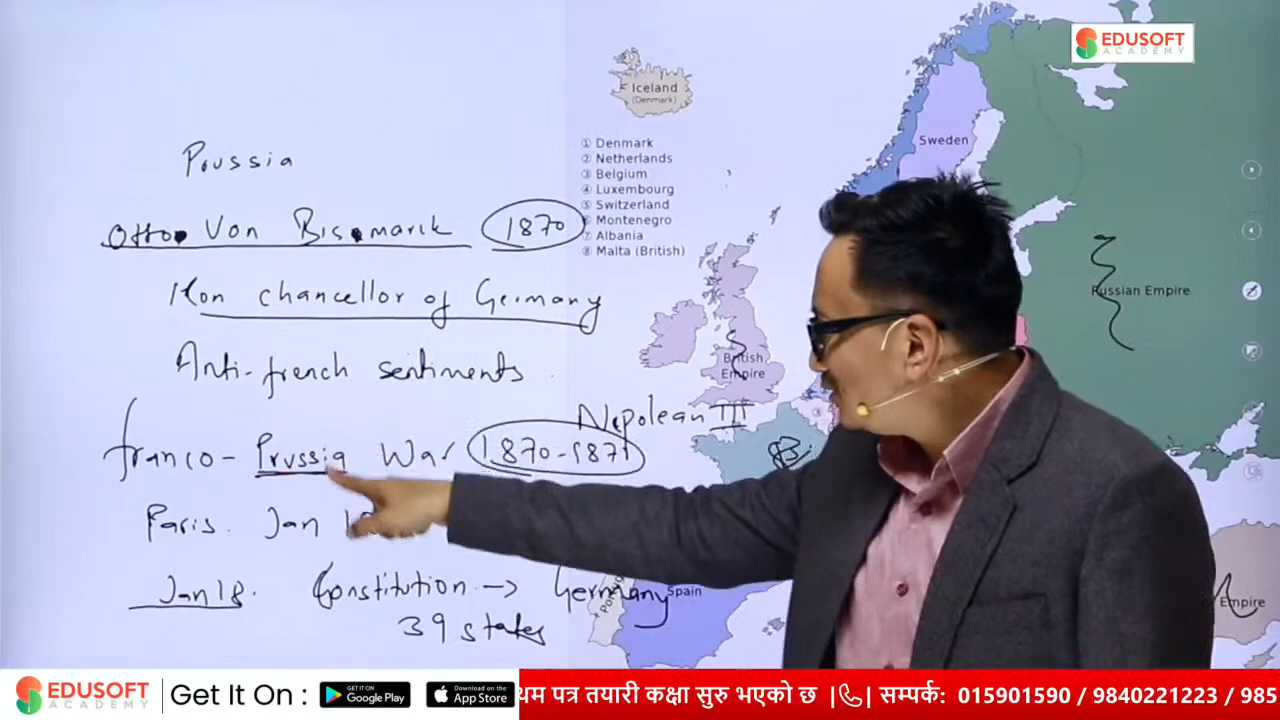 EDUSOFT
ACADEMY
Iceland
(Denmark)
① Denmark
② Netherlands
③ Belgium
④ Luxembourg
⑤ Switzerland
⑥ Montenegro
⑦ Albania
⑧ Malta (British)
Sweden
Russian Empire
British
Empire
Prussia
Otto Von Bismarck 1870
chancellor of Germany
Anti-french sentiments
Nepolean III
franco- Prussia War 1870-1871
Paris. Jan
Jan 18. Constitution → Germany
39 states
Spain
Empire
EDUSOFT
ACADEMY
Get It On :
GET IT ON
Google Play
Download on the
App Store
थम पत्र तयारी कक्षा सुरु भएको छ |📞| सम्पर्क: 015901590 / 9840221223 / 985